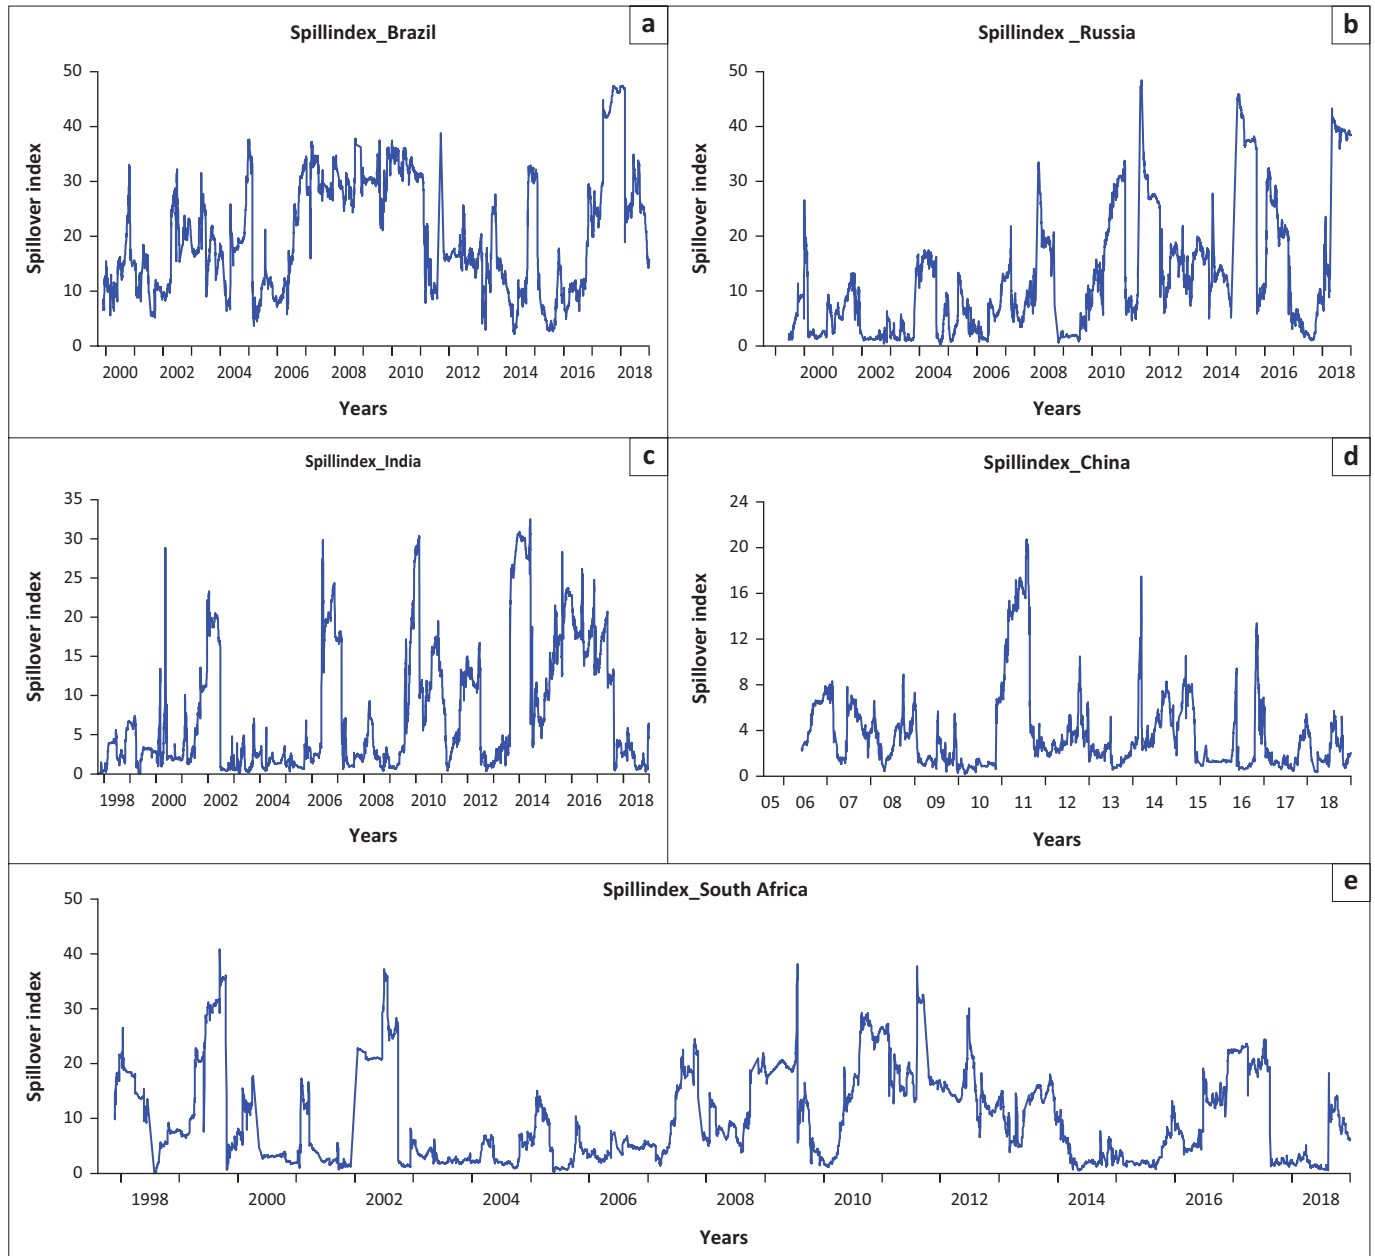 Spillindex_Brazil
a
50
40
30
20
10
0
Spillover index
2000 2002 2004 2006 2008 2010 2012 2014 2016 2018
Years
Spillindex _Russia
b
50
40
30
20
10
0
Spillover index
2000 2002 2004 2006 2008 2010 2012 2014 2016 2018
Years
Spillindex_India
c
35
30
25
20
15
10
5
0
Spillover index
1998 2000 2002 2004 2006 2008 2010 2012 2014 2016 2018
Years
Spillindex_China
d
24
20
16
12
8
4
0
Spillover index
05 06 07 08 09 10 11 12 13 14 15 16 17 18
Years
Spillindex_South Africa
e
50
40
30
20
10
0
Spillover index
1998 2000 2002 2004 2006 2008 2010 2012 2014 2016 2018
Years